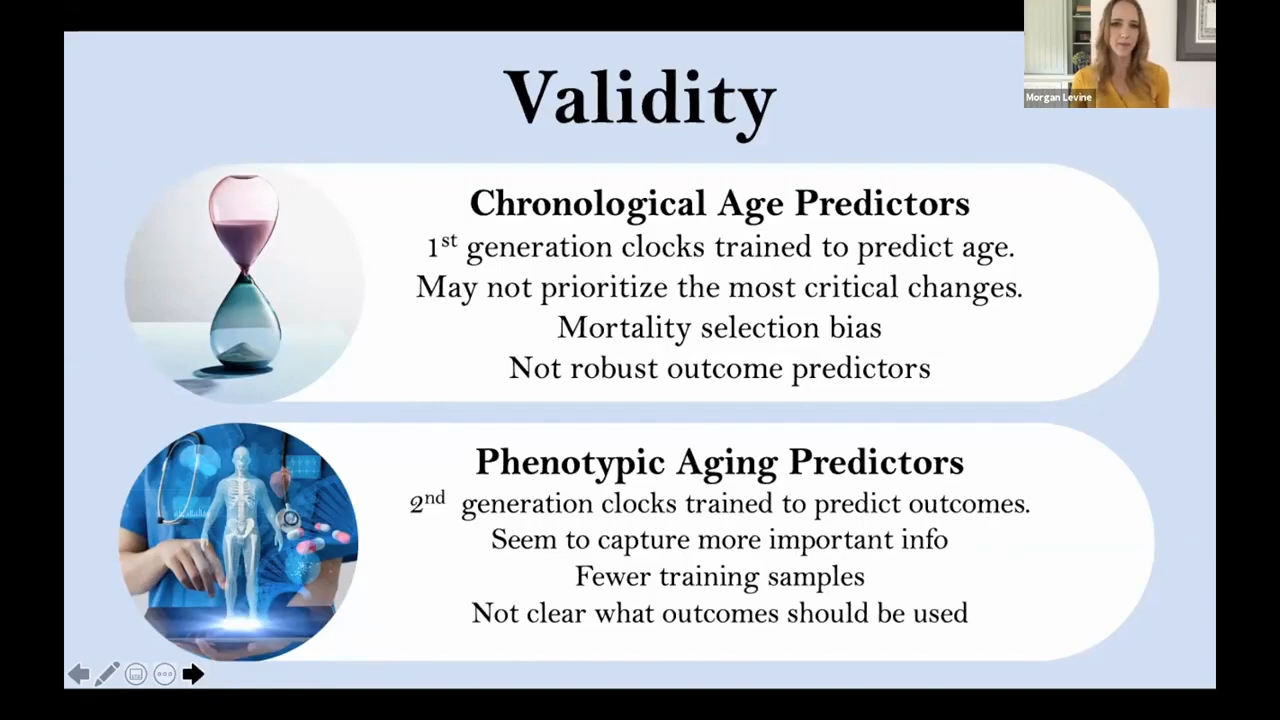 Validity
Morgan Levine
Chronological Age Predictors
1st generation clocks trained to predict age.
May not prioritize the most critical changes.
Mortality selection bias
Not robust outcome predictors
Phenotypic Aging Predictors
2nd generation clocks trained to predict outcomes.
Seem to capture more important info
Fewer training samples
Not clear what outcomes should be used